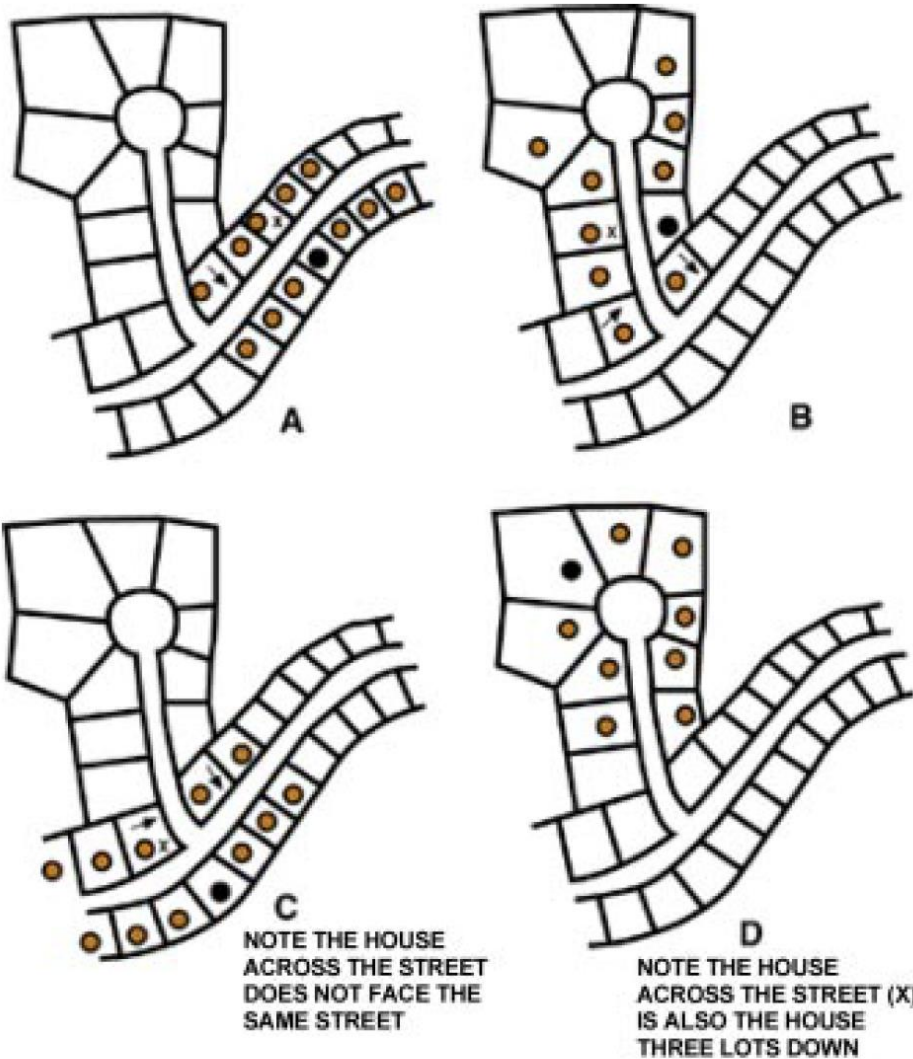 X
A
X
B
X
C
NOTE THE HOUSE
ACROSS THE STREET
DOES NOT FACE THE
SAME STREET
D
NOTE THE HOUSE
ACROSS THE STREET (X)
IS ALSO THE HOUSE
THREE LOTS DOWN